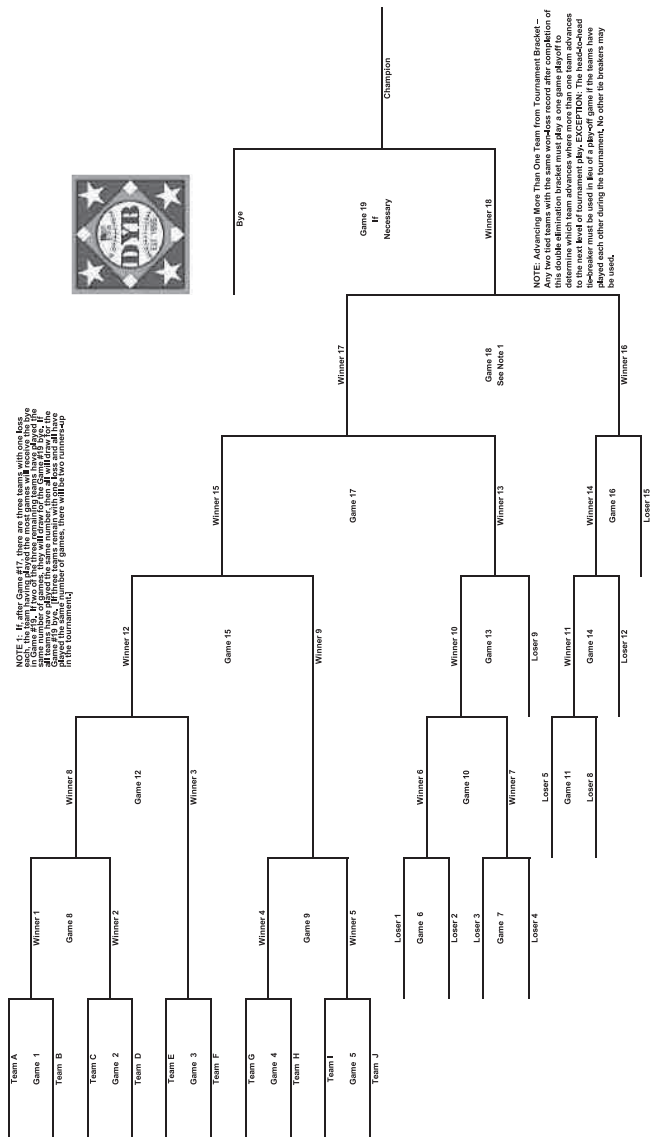 Team A
Game 1
Team B
Team C
Game 2
Team D
Team E
Game 3
Team F
Team G
Game 4
Team H
Team I
Game 5
Team J
Winner 1
Game 8
Winner 2
Winner 4
Game 9
Winner 5
Loser 1
Game 6
Loser 2
Loser 3
Game 7
Loser 4
Winner 8
Game 12
Winner 3
Winner 6
Game 10
Winner 7
Loser 5
Game 11
Loser 8
Winner 12
Game 15
Winner 9
Winner 10
Game 13
Loser 9
Winner 11
Game 14
Loser 12
NOTE 1: If, after Game #17, there are three teams with one loss
each, the team having played the most games will receive the bye
in Game #19. If two of the three remaining teams have played the
same number of games, they will draw for the Game #19 bye. If
all teams have played the same number, then all will draw for the
Game #19 bye. [If three teams remain with one loss and all have
played the same number of games, there will be two runners-up
in the tournament.]
Winner 15
Game 17
Winner 13
Winner 14
Game 16
Loser 15
Winner 17
Game 18
See Note 1
Winner 16
DYB
Bye
Game 19
If
Necessary
Winner 18
Champion
NOTE: Advancing More Than One Team from Tournament Bracket –
Any two tied teams with the same won-loss record after completion of
this double elimination bracket must play a one game playoff to
determine which team advances where more than one team advances
to the next level of tournament play. EXCEPTION: The head-to-head
tie-breaker must be used in lieu of a play-off game if the teams have
played each other during the tournament. No other tie breakers may
be used.